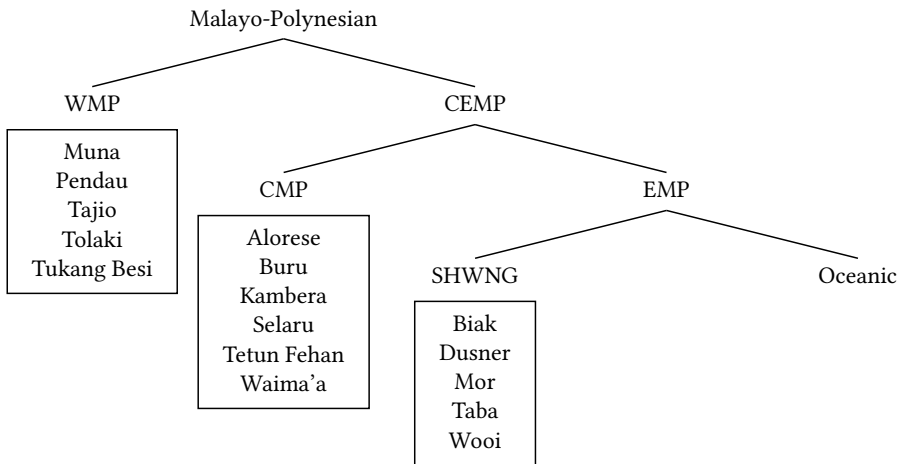 Malayo-Polynesian
WMP
CEMP
Muna
Pendau
Tajio
Tolaki
Tukang Besi
CMP
EMP
Alorese
Buru
Kambera
Selaru
Tetun Fehan
Waima'a
SHWNG
Oceanic
Biak
Dusner
Mor
Taba
Wooi